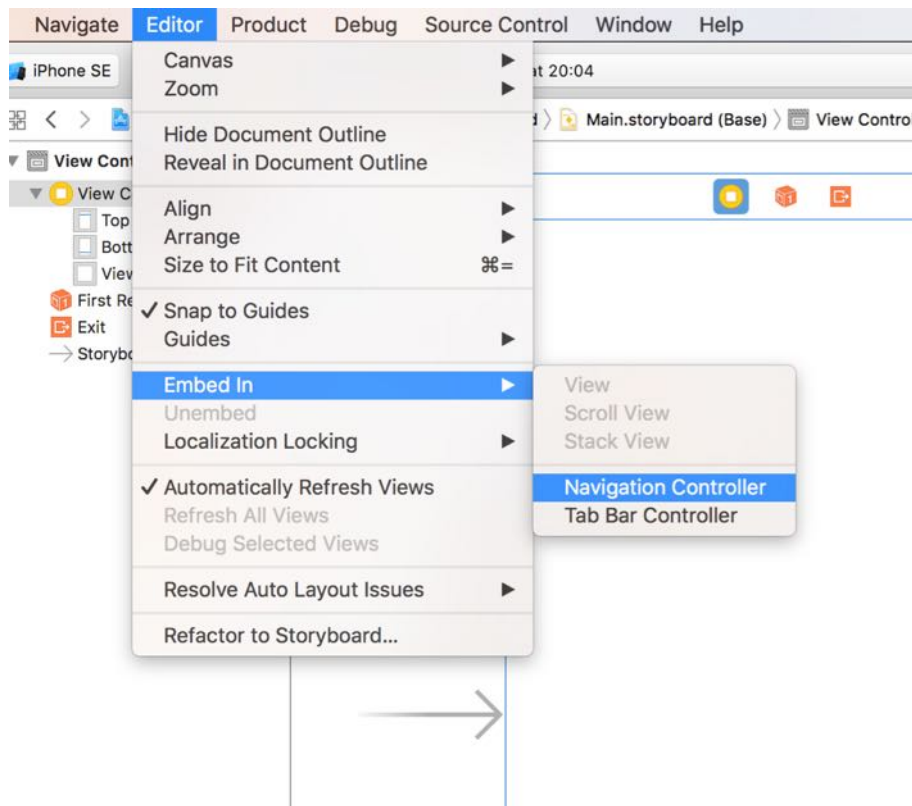 Navigate Editor Product Debug Source Control Window Help
iPhone SE
at 20:04
Main.storyboard (Base) View Control
View Cont
View C
Top
Bott
View
First Re
Exit
Storybo
Canvas
Zoom
Hide Document Outline
Reveal in Document Outline
Align
Arrange
Size to Fit Content ⌘=
✓ Snap to Guides
Guides
Embed In
Unembed
Localization Locking
✓ Automatically Refresh Views
Refresh All Views
Debug Selected Views
Resolve Auto Layout Issues
Refactor to Storyboard...
View
Scroll View
Stack View
Navigation Controller
Tab Bar Controller